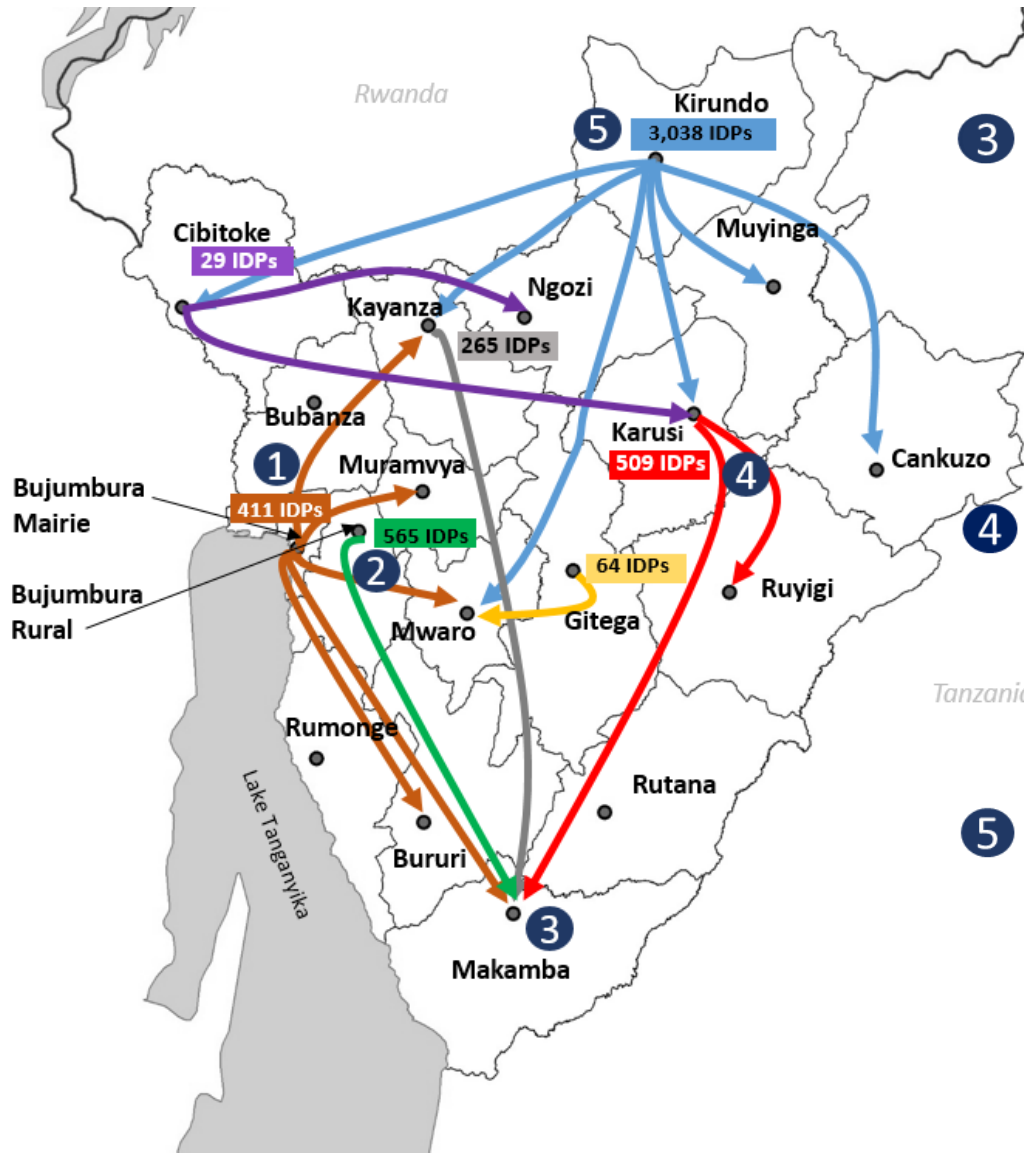 Rwanda
Kirundo
5
3,038 IDPs
3
Muyinga
Cibitoke
29 IDPs
Ngozi
Kayanza
265 IDPs
Bubanza
Karusi
509 IDPs
4
Cankuzo
1
Muramvya
Bujumbura
Mairie
411 IDPs
565 IDPs
4
2
64 IDPs
Bujumbura
Rural
Ruyigi
Gitega
Mwaro
Tanzania
Rumonge
Rutana
Lake Tanganyika
5
Bururi
3
Makamba